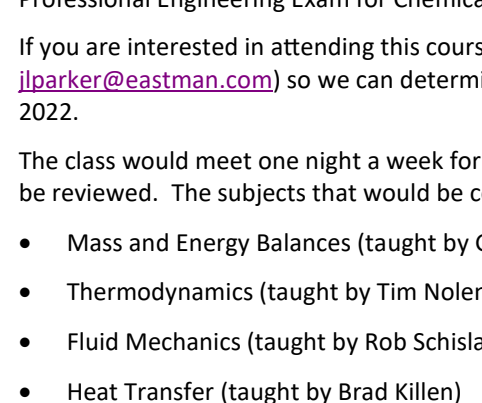 Professional Engineering Exam for Chemica
If you are interested in attending this cours
jlparker@eastman.com) so we can determi
2022.
The class would meet one night a week for
be reviewed.  The subjects that would be c
• Mass and Energy Balances (taught by
• Thermodynamics (taught by Tim Nolen
• Fluid Mechanics (taught by Rob Schisla
• Heat Transfer (taught by Brad Killen)